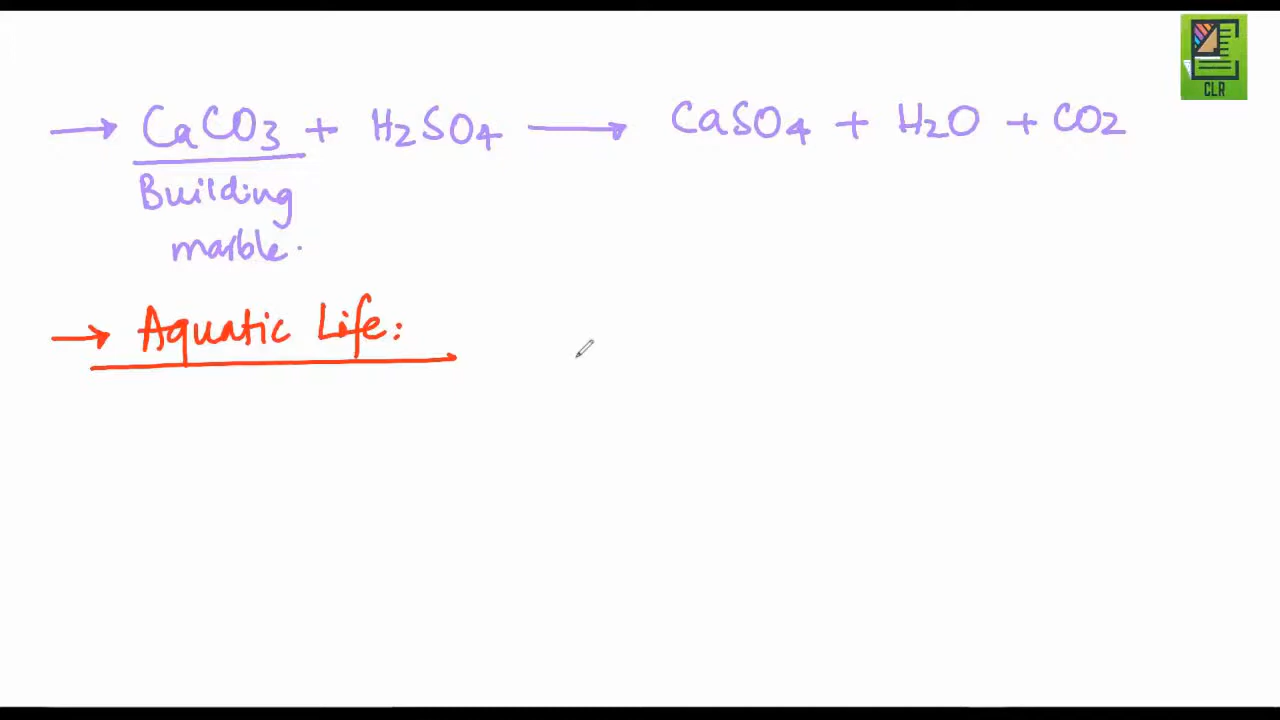 → CaCO3 + H2SO4 → CaSO4 + H2O + CO2
Building
marble.
→ Aquatic Life:
CLR